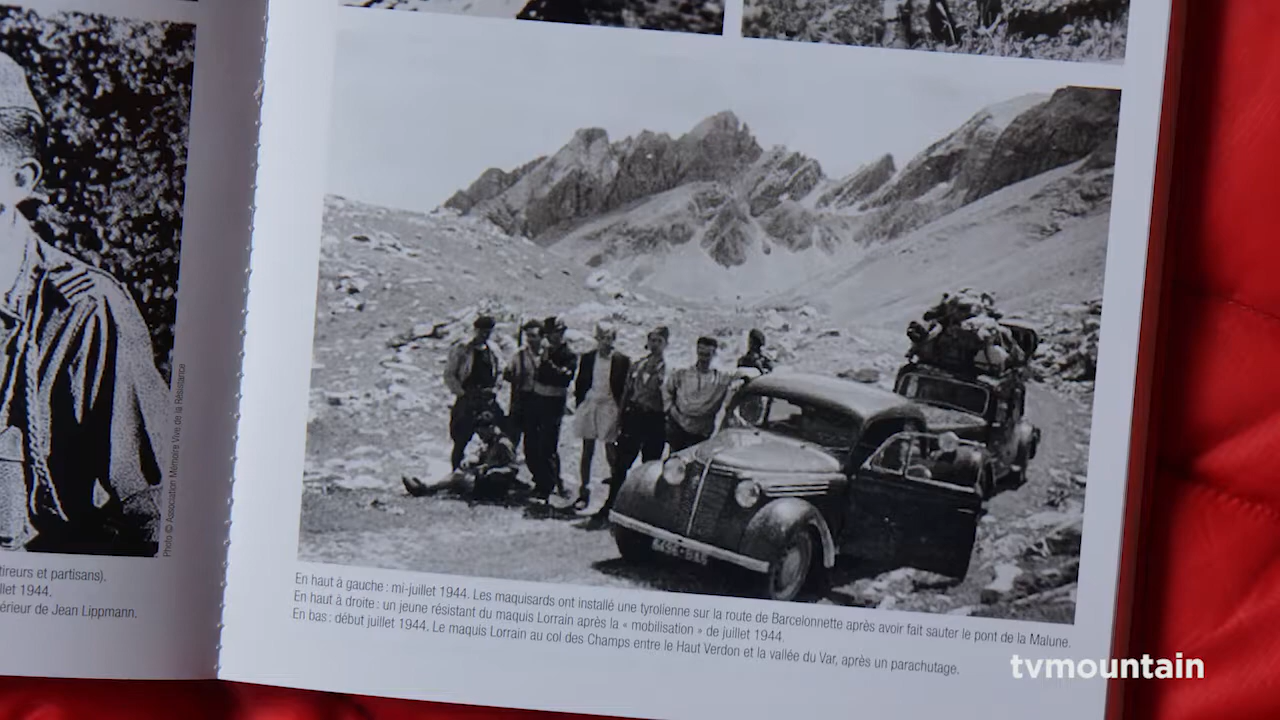 Photo © Association Mémoire Vive de la Résistance
tireurs et partisans).
llet 1944.
érieur de Jean Lippmann.
En haut à gauche : mi-juillet 1944. Les maquisards ont installé une tyrolienne sur la route de Barcelonnette après avoir fait sauter le pont de la Malune.
En haut à droite : un jeune résistant du maquis Lorrain après la « mobilisation » de juillet 1944.
En bas : début juillet 1944. Le maquis Lorrain au col des Champs entre le Haut Verdon et la vallée du Var, après un parachutage.
tvmountain